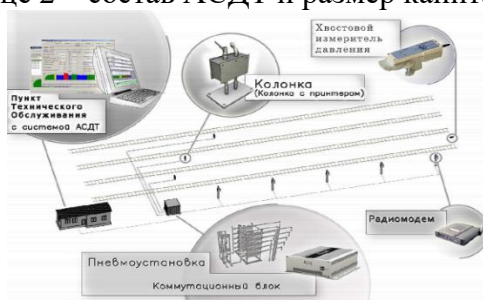 це 2 – состав АСДТ и размер капита
Хвостовой
измеритель
давления
Колонка
(Колонка с принтером)
Пункт
Технического
Обслуживания
с системой АСДТ
Радиомодем
Пневмоустановка
Коммутационный блок